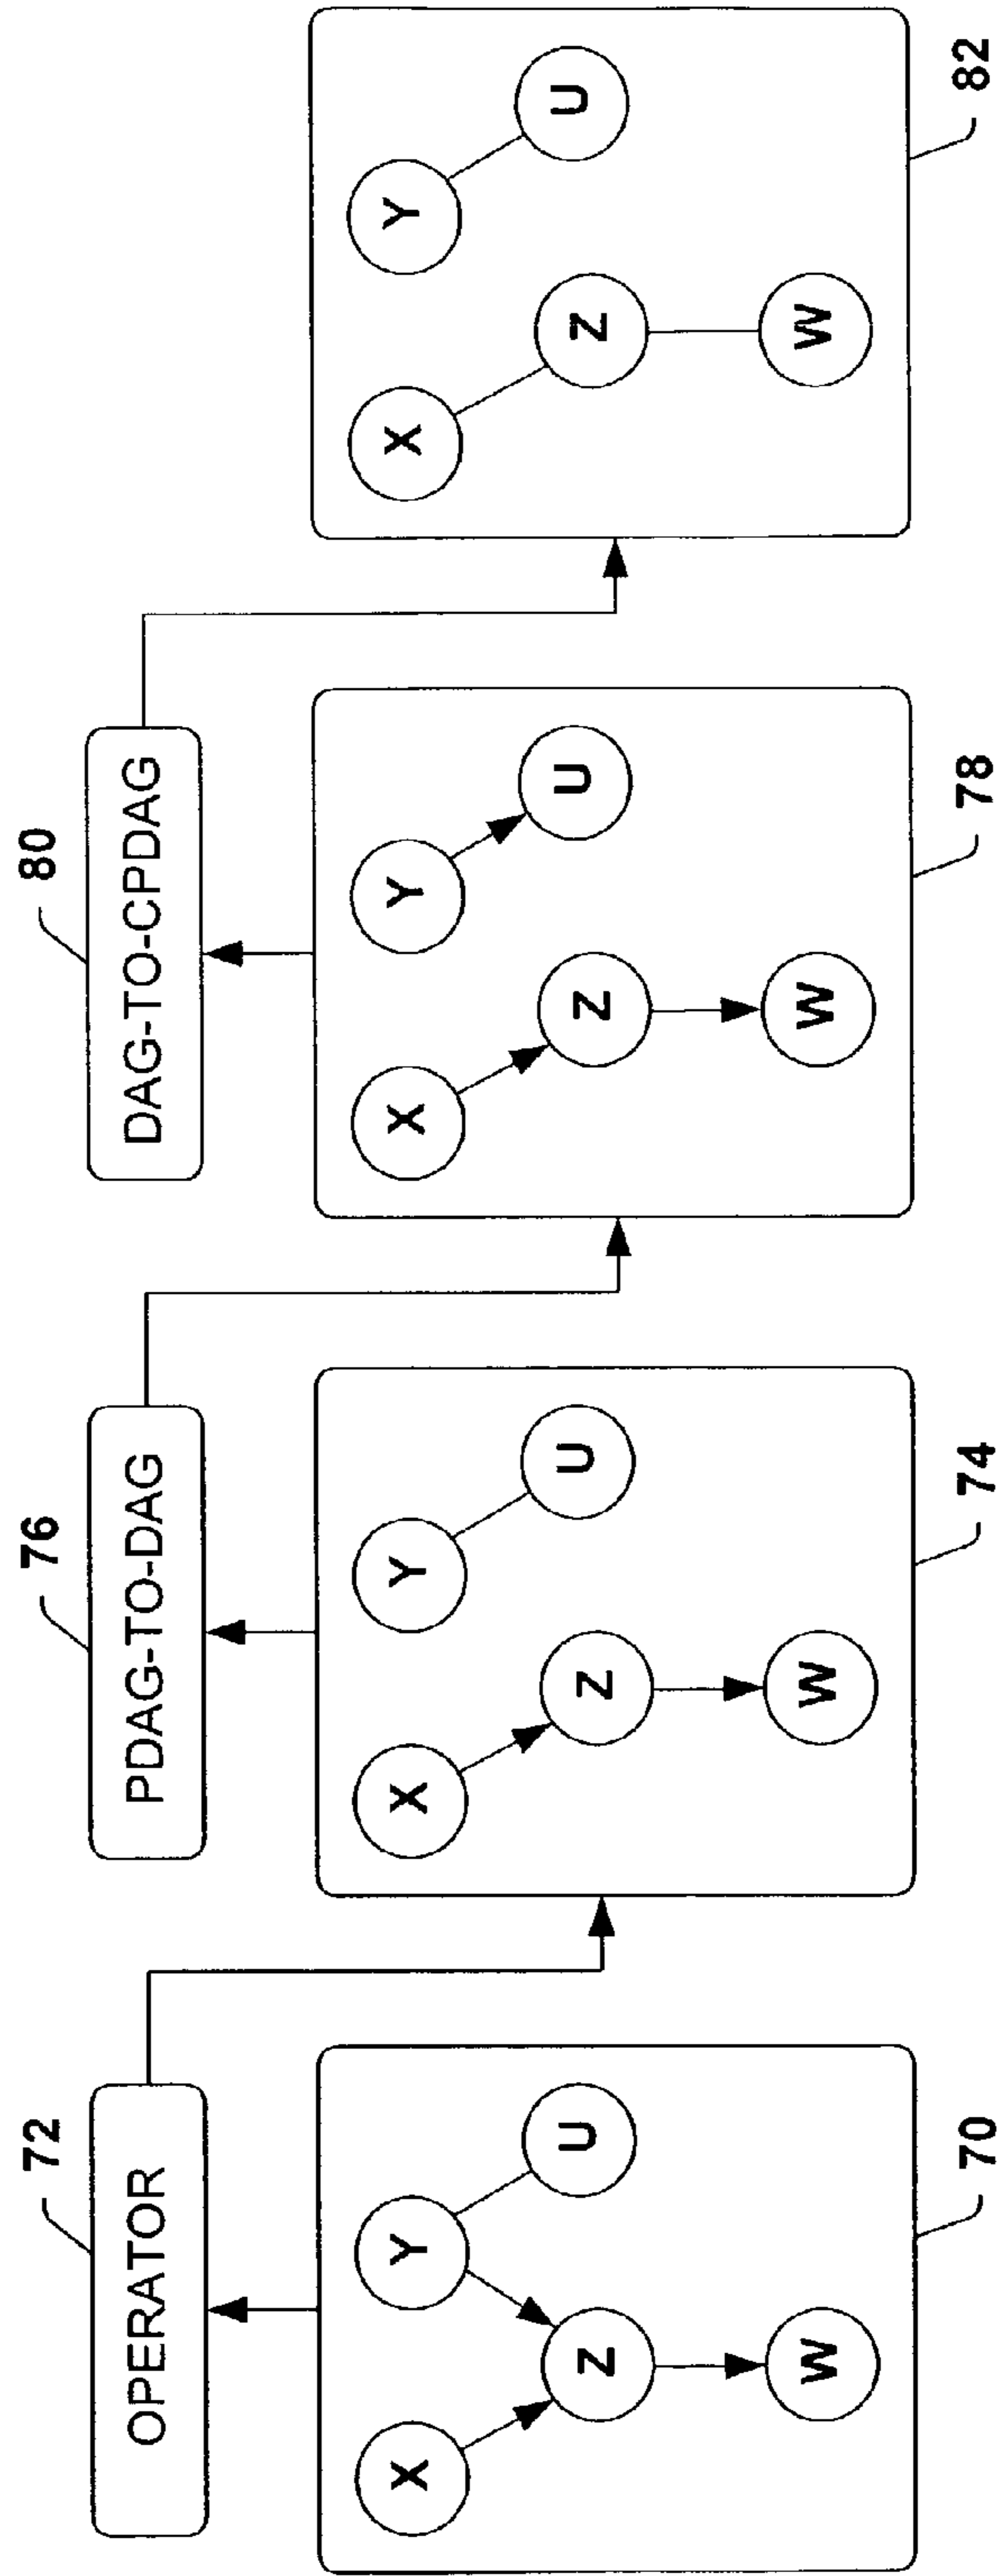 72
OPERATOR
X
Y
Z
U
W
70
76
PDAG-TO-DAG
X
Y
Z
U
W
74
80
DAG-TO-CPDAG
X
Y
Z
U
W
78
X
Y
Z
U
W
82